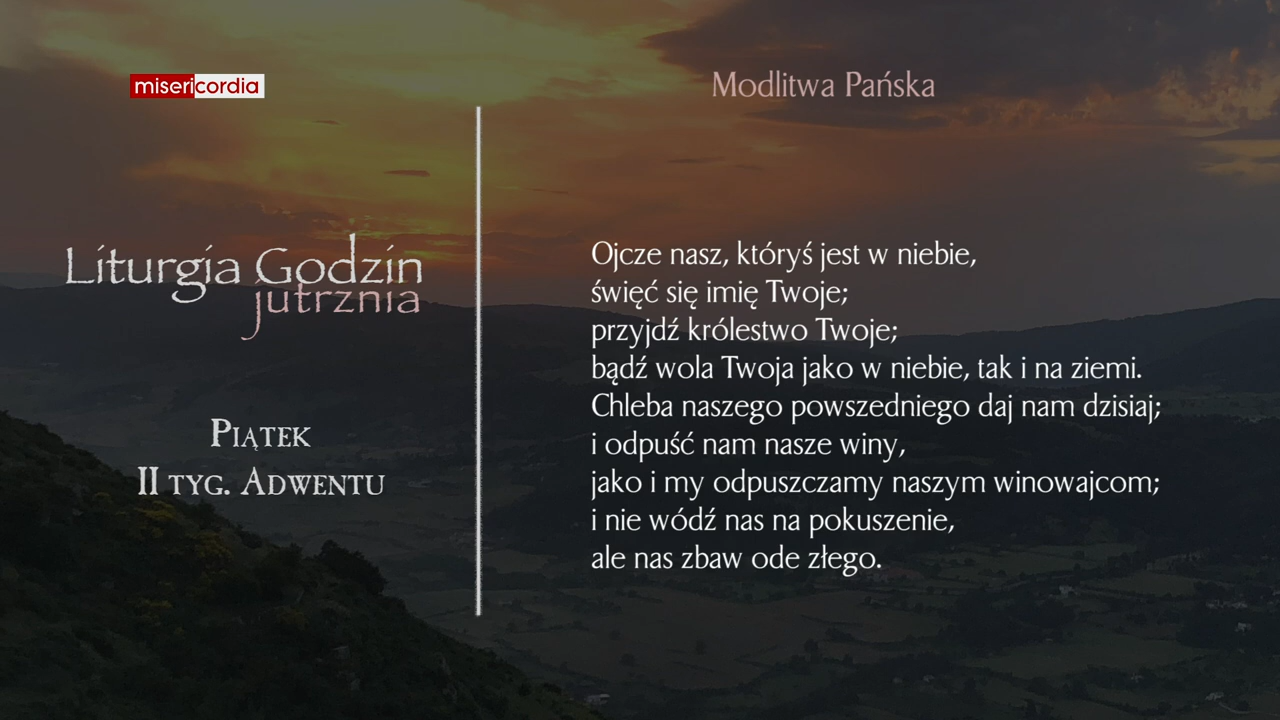 misericordia
Liturgia Godzin
jutrznia
Piątek
II tyg. Adwentu
Modlitwa Pańska
Ojcze nasz, któryś jest w niebie,
święć się imię Twoje;
przyjdź królestwo Twoje;
bądź wola Twoja jako w niebie, tak i na ziemi.
Chleba naszego powszedniego daj nam dzisiaj;
i odpuść nam nasze winy,
jako i my odpuszczamy naszym winowajcom;
i nie wódź nas na pokuszenie,
ale nas zbaw ode złego.